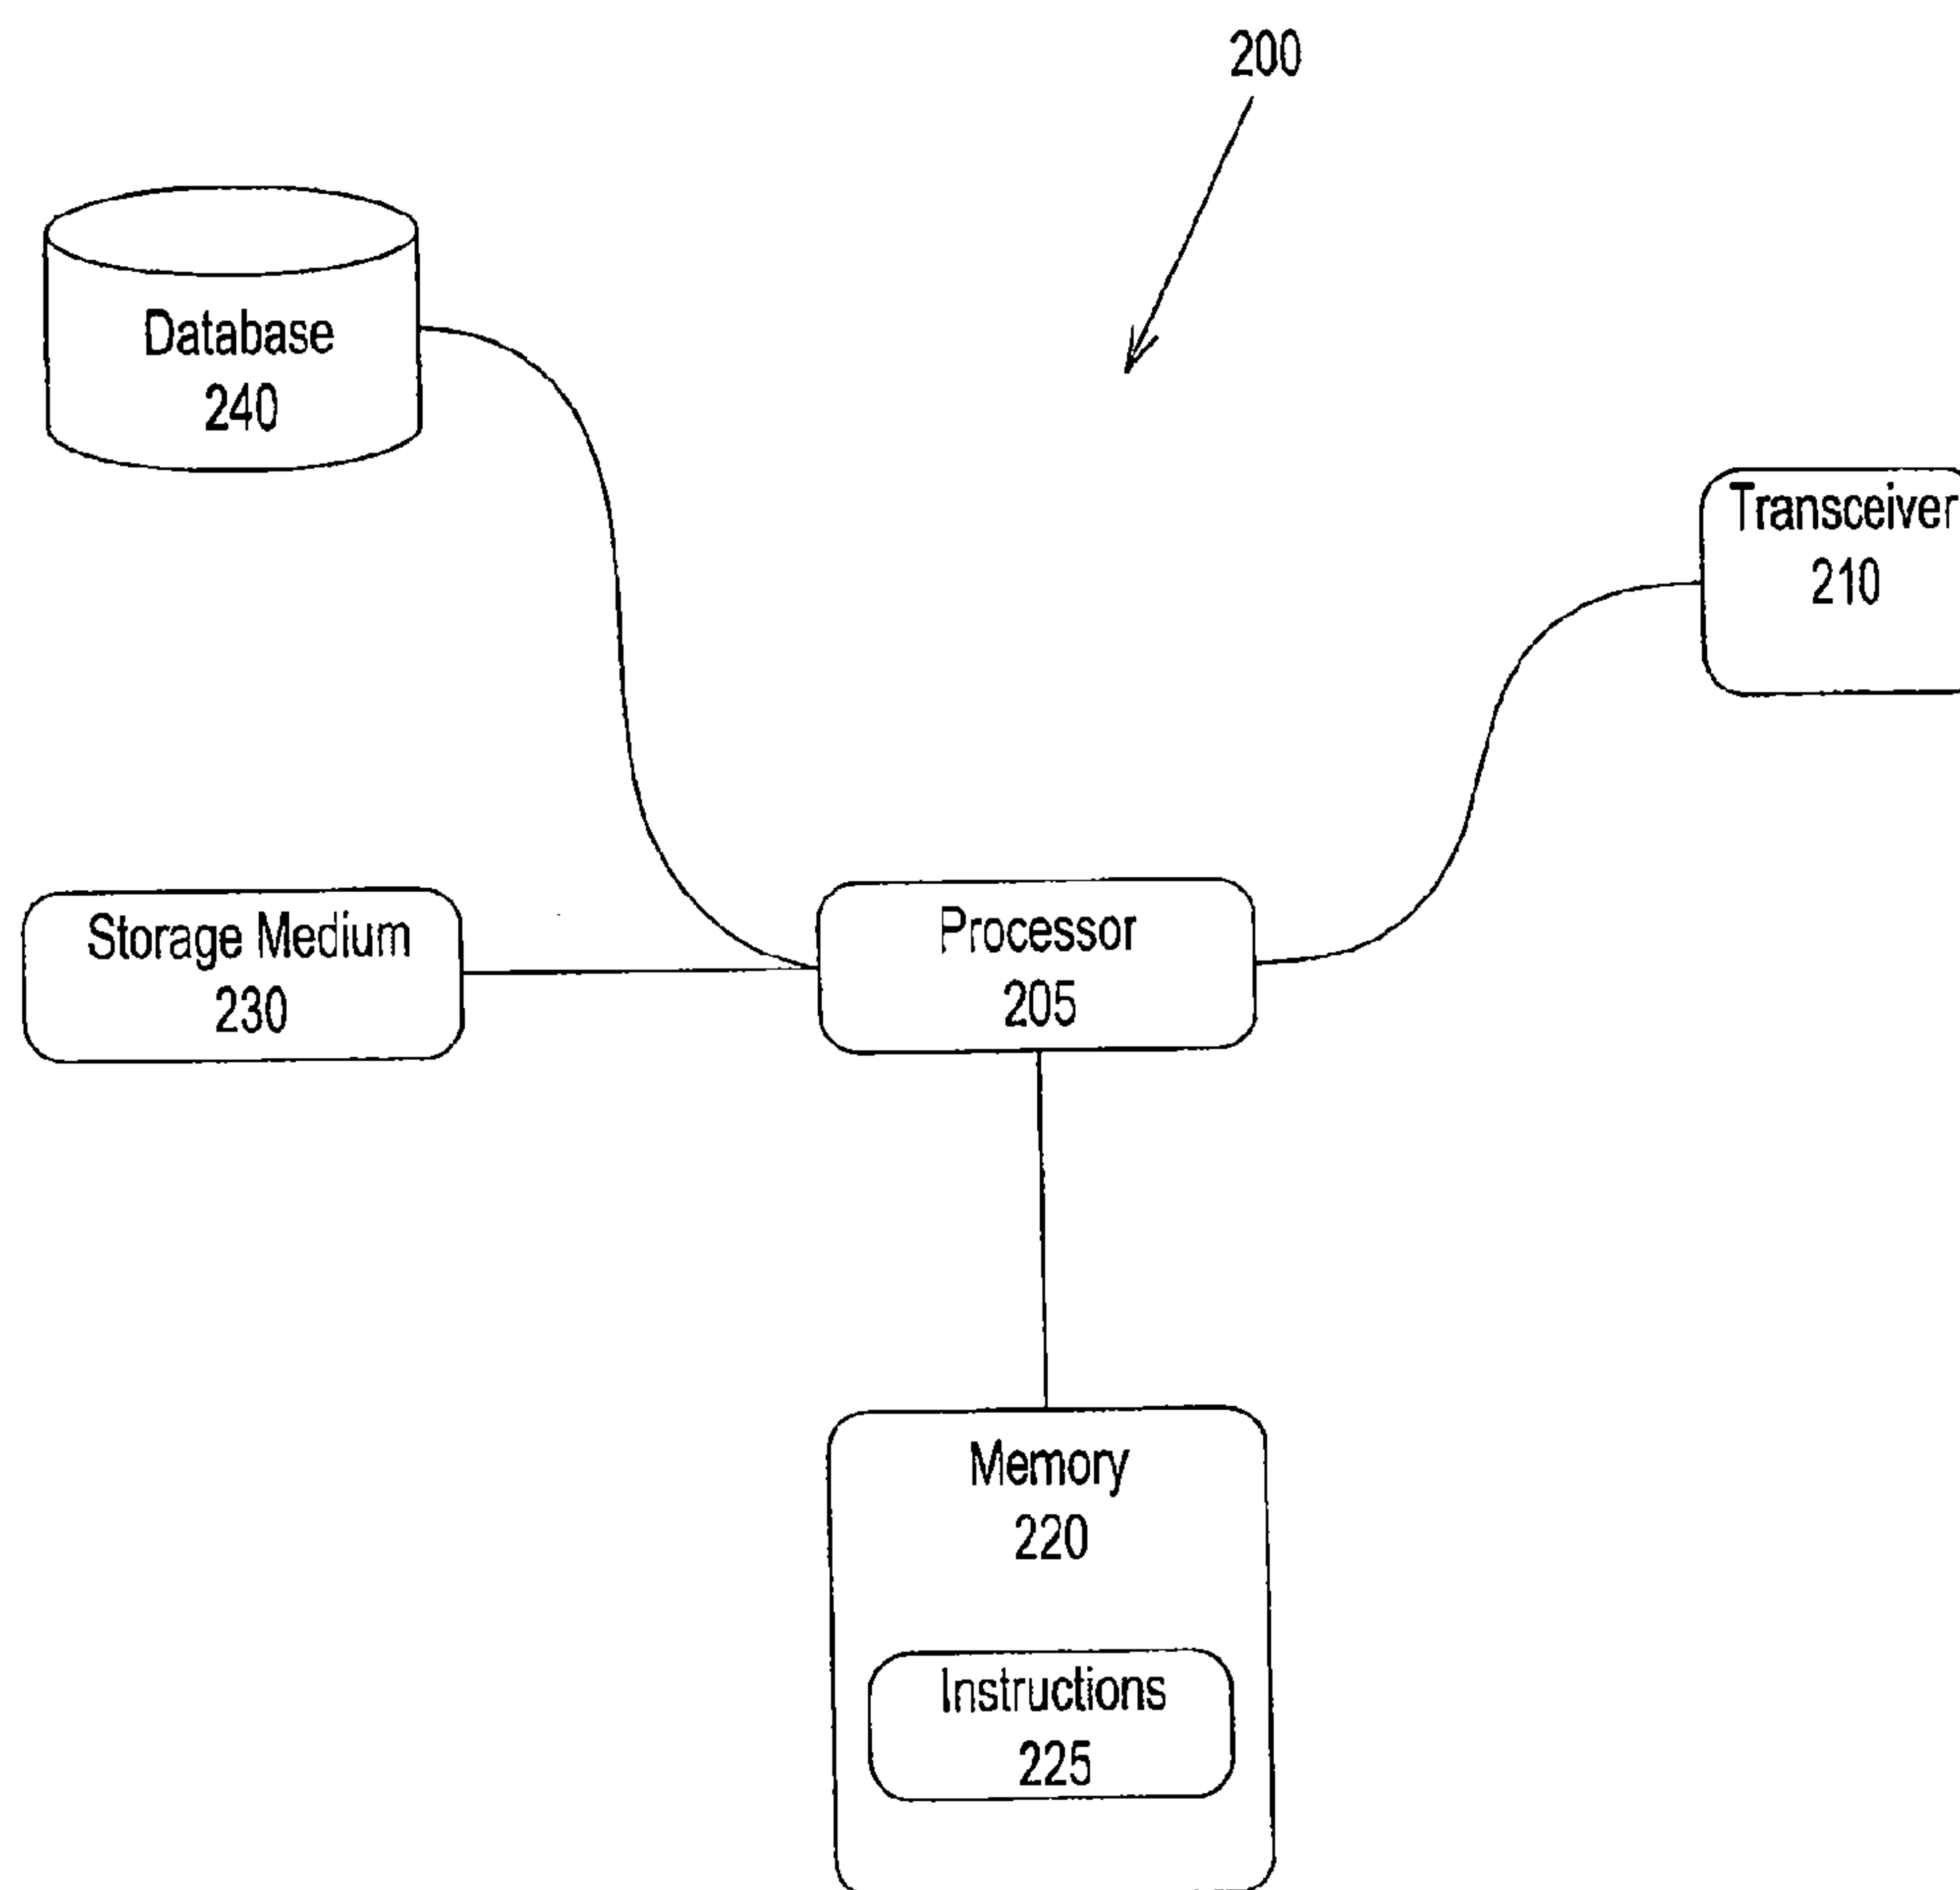 200
Database
240
Transceiver
210
Storage Medium
230
Processor
205
Memory
220
Instructions
225